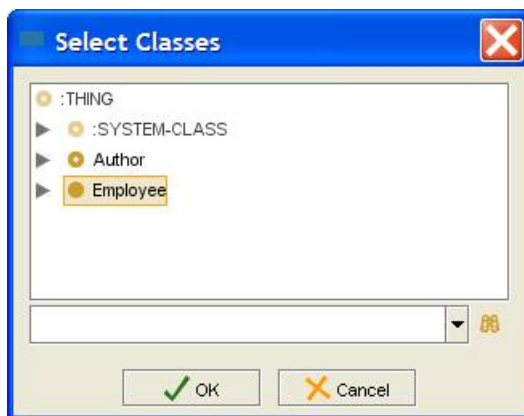 Select Classes
:THING
:SYSTEM-CLASS
Author
Employee
OK Cancel